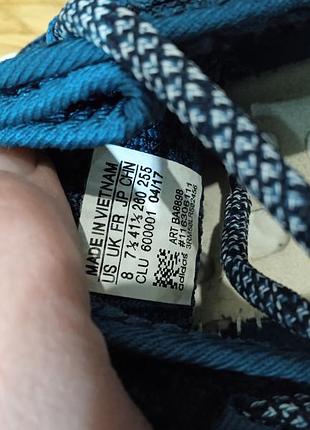 MADE IN VIETNAM
US UK FR JP CHN
8 7½ 41⅓ 260 255
CLU 600001 04/17
ART BA8898
adidas